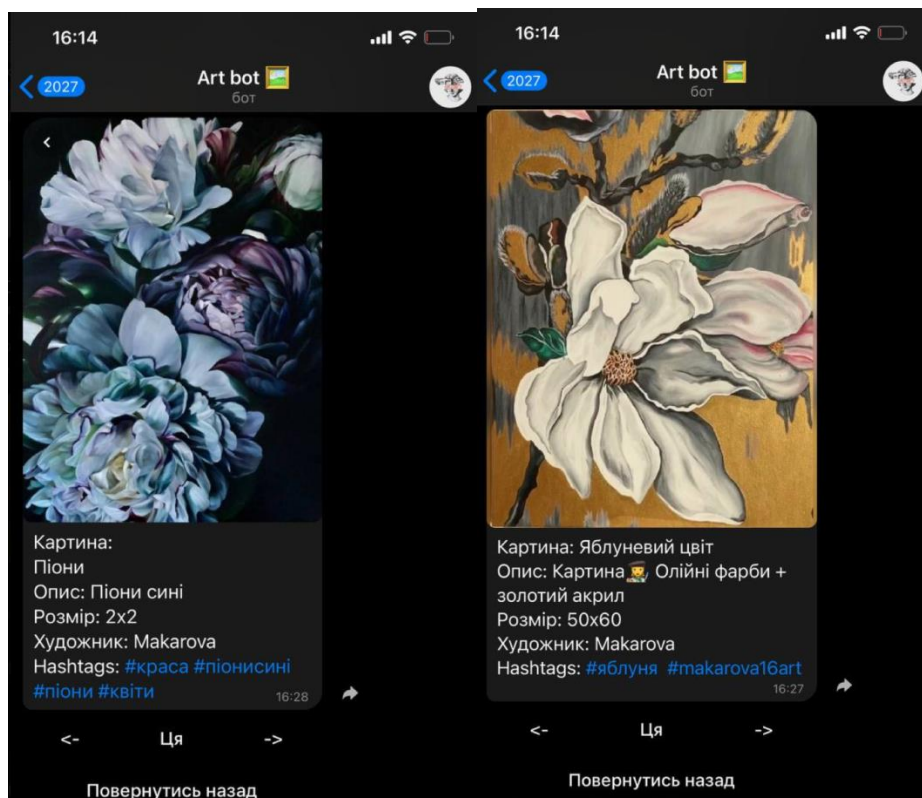 16:14
2027
Art bot 🖼️
бот
Картина:
Піони
Опис: Піони сині
Розмір: 2x2
Художник: Makarova
Hashtags: #краса #піонисині
#піони #квіти
16:28
<- Ця ->
Повернутись назад
16:14
2027
Art bot 🖼️
бот
Картина: Яблуневий цвіт
Опис: Картина👩‍🎨 Олійні фарби +
золотий акрил
Розмір: 50x60
Художник: Makarova
Hashtags: #яблуня #makarova16art
16:27
<- Ця ->
Повернутись назад